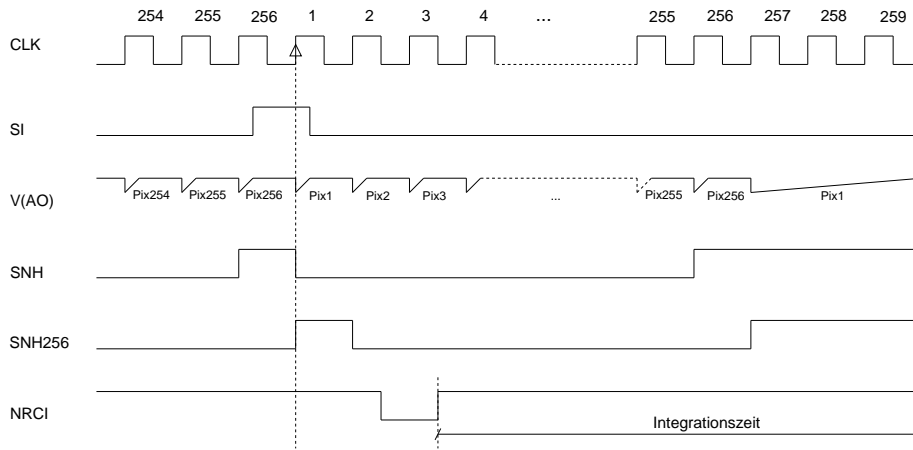 254 255 256 1 2 3 4 ... 255 256 257 258 259
CLK
SI
V(AO) Pix254 Pix255 Pix256 Pix1 Pix2 Pix3 ... Pix255 Pix256 Pix1
SNH
SNH256
NRCI
Integrationszeit